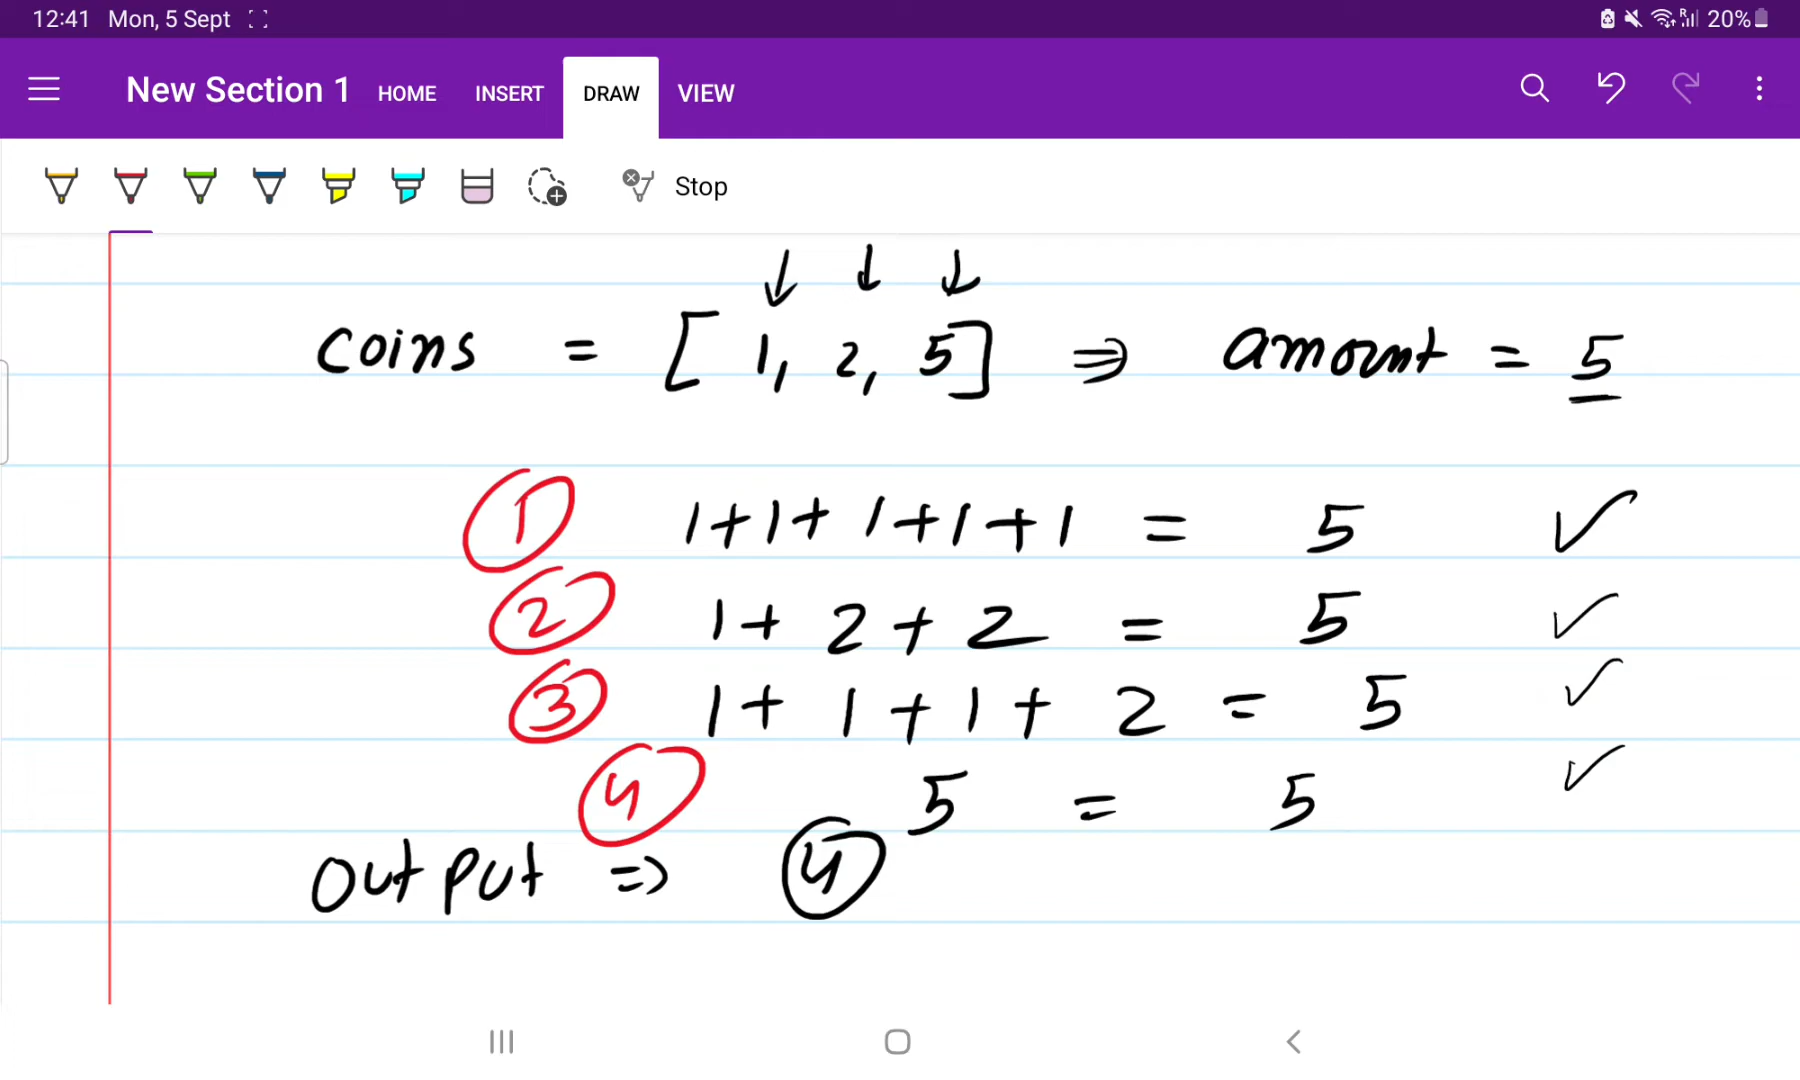 12:41 Mon, 5 Sept 20%
New Section 1 HOME INSERT DRAW VIEW
Stop
coins = [ 1, 2, 5] ⇒ amount = 5
1 1+1+1+1+1 = 5 ✓
2 1+ 2 + 2 = 5 ✓
3 1+ 1 + 1 + 2 = 5 ✓
4 5 = 5 ✓
output => 4